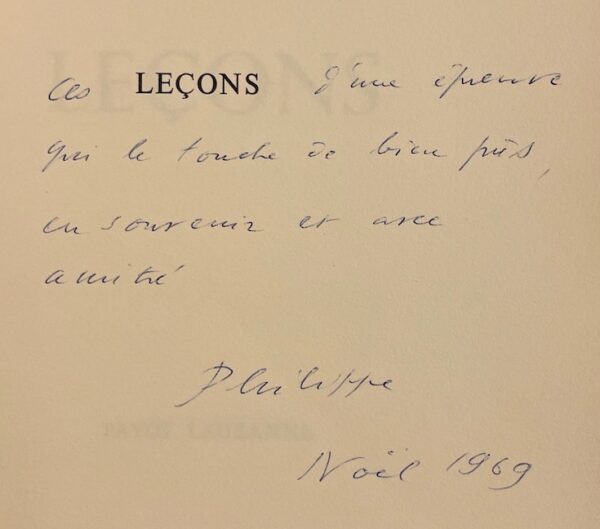 Ces LEÇONS d'une épreuve
qui le touche de bien près,
en souvenir et avec
amitié
Philippe
Noël 1969
LEÇONS
PAYOT LAUSANNE